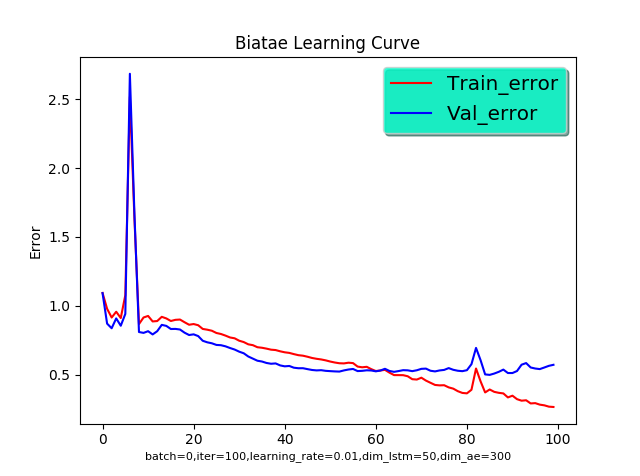 Biatae Learning Curve
Train_error
Val_error
2.5
2.0
1.5
1.0
0.5
Error
0 20 40 60 80 100
batch=0,iter=100,learning_rate=0.01,dim_lstm=50,dim_ae=300